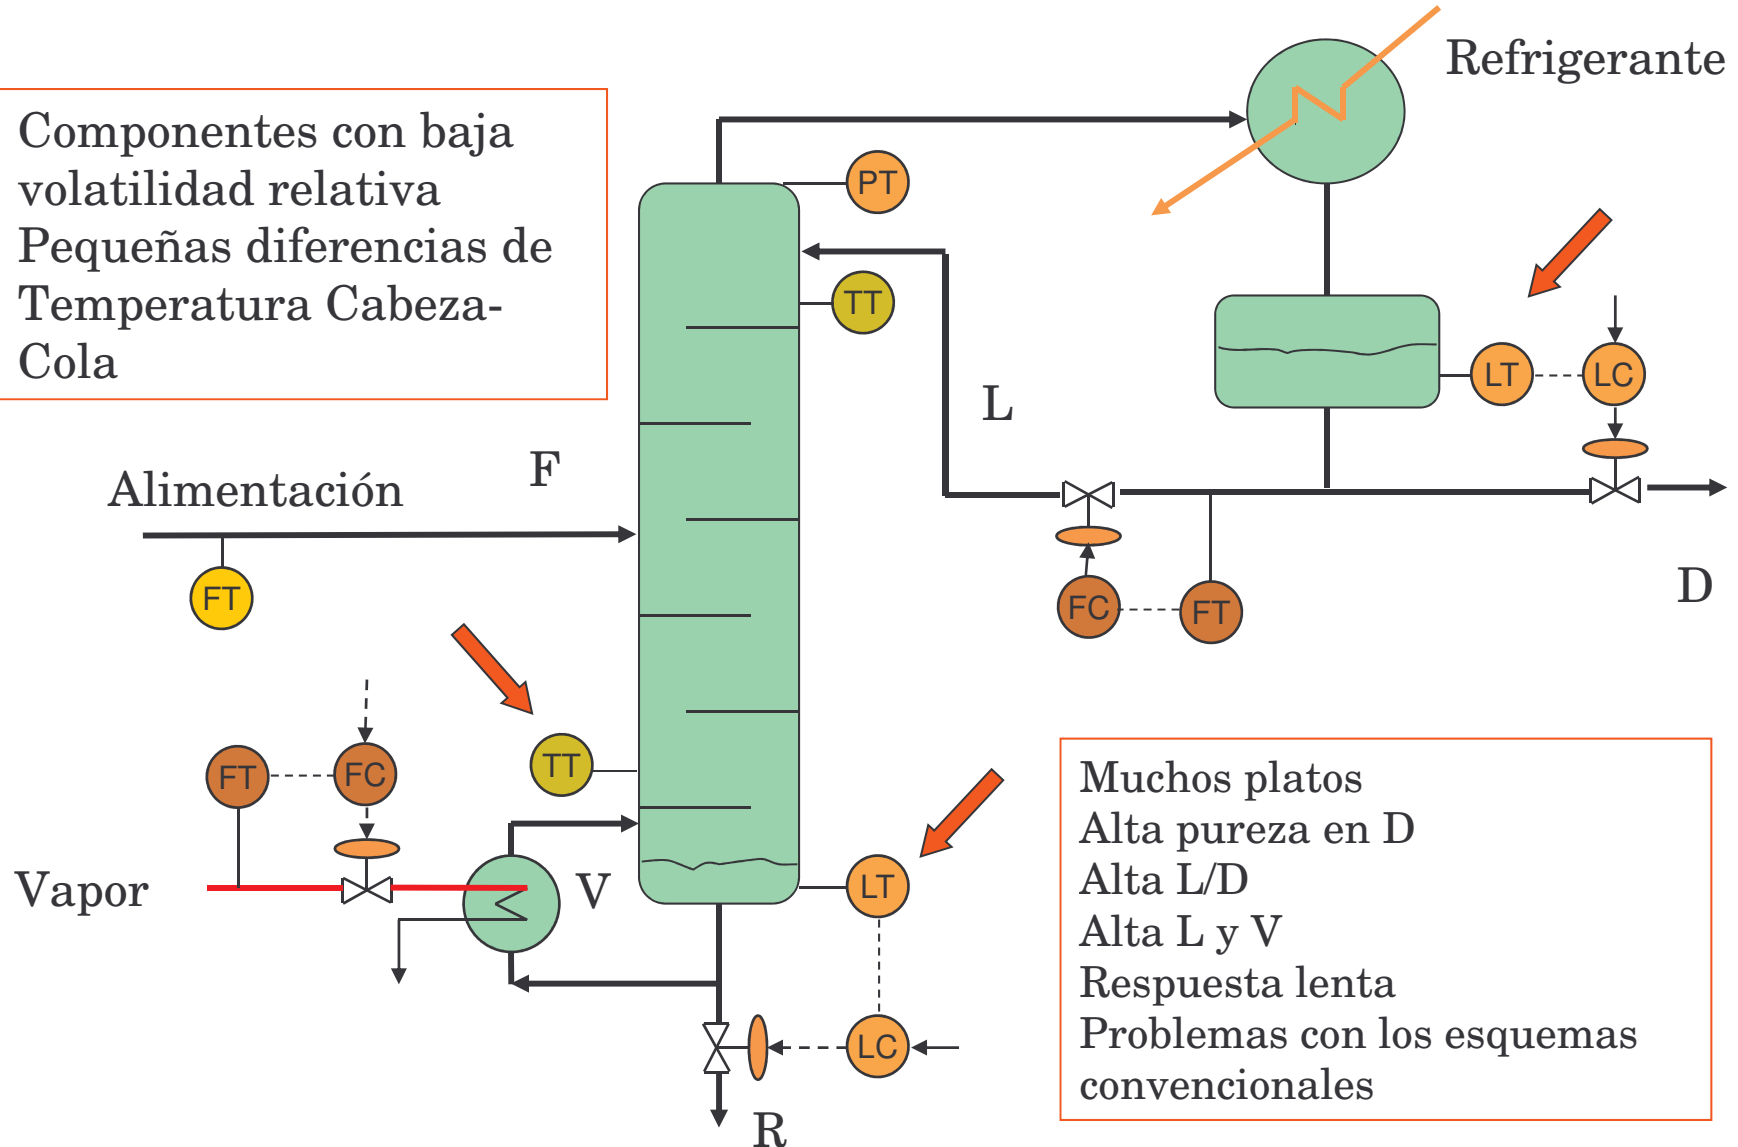 Refrigerante
Componentes con baja
volatilidad relativa
Pequeñas diferencias de
Temperatura Cabeza-
Cola
PT
TT
LT
LC
L
F
Alimentación
FT
FC
FT
D
TT
FT
FC
Vapor
V
LT
LC
R
Muchos platos
Alta pureza en D
Alta L/D
Alta L y V
Respuesta lenta
Problemas con los esquemas
convencionales